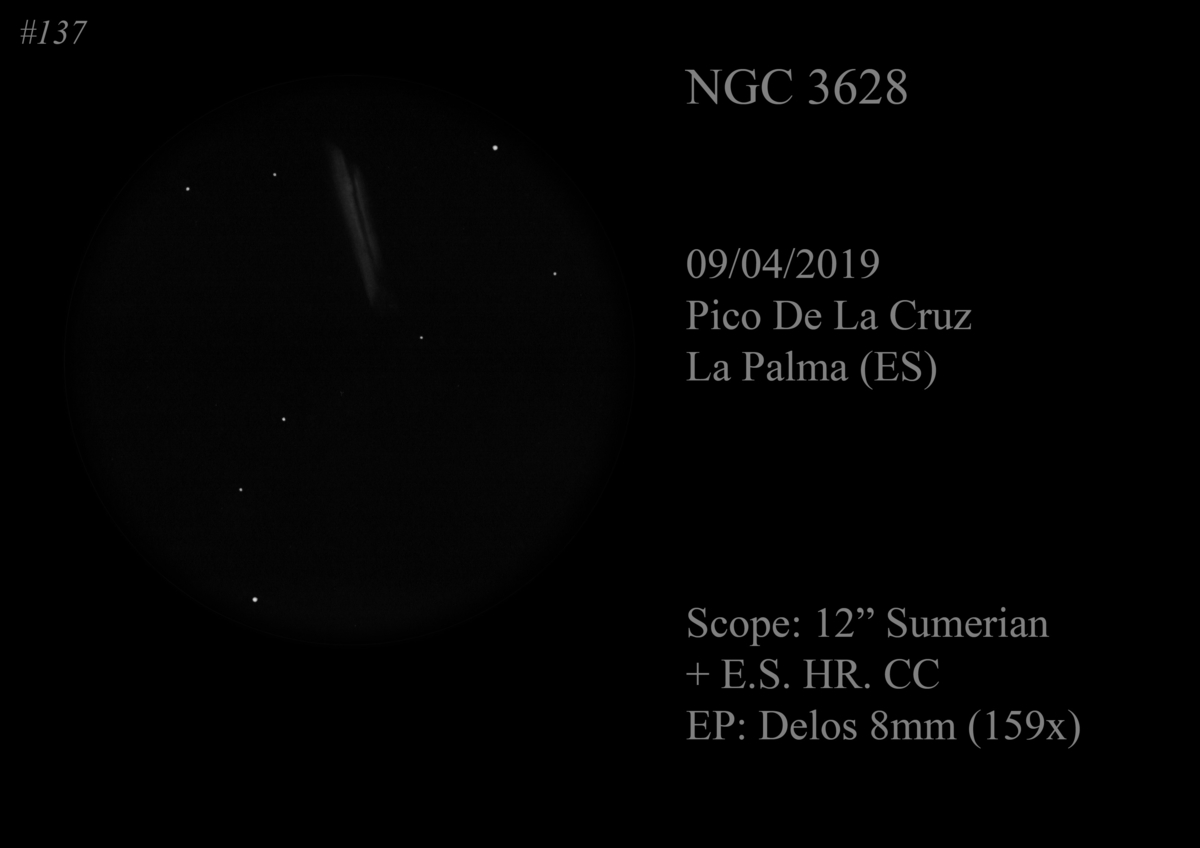 #137
NGC 3628
09/04/2019
Pico De La Cruz
La Palma (ES)
Scope: 12” Sumerian
+ E.S. HR. CC
EP: Delos 8mm (159x)